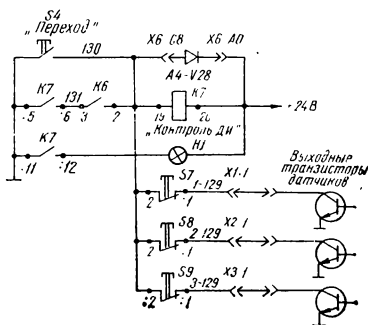 S4
„Переход"
130
X6 C8
X6 A0
A4-V28
K7
131
K6
K7
:5
:6
3
2
19
20
-24В
„Контроль ДИ"
K7
H1
:11
:12
Выходные
транзисторы
датчиков
S7
1-129
X1.1
2
:1
S8
2-129
X2.1
2
:1
S9
3-129
X3.1
:2
:1